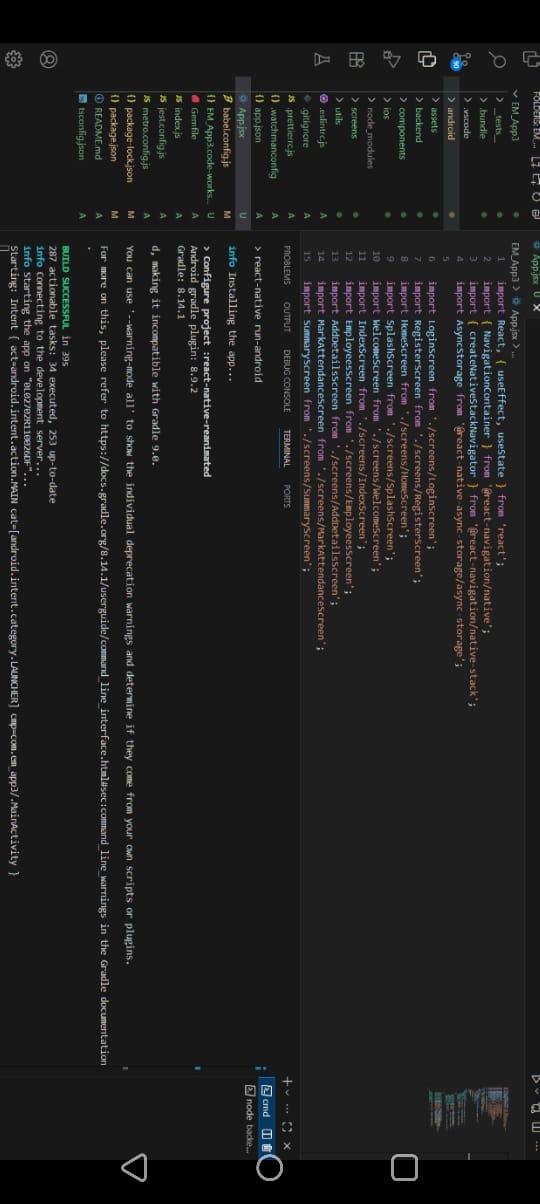 FOLDERS: EM_...
EM_App3
__tests__
.bundle
.vscode
android
assets
backend
components
ios
node_modules
screens
utils
.eslintrc.js A
.gitignore A
.prettierrc.js A
.watchmanconfig A
app.json A
App.jsx U
babel.config.js M
EM_App3.code-works... U
Gemfile A
index.js A
jest.config.js A
metro.config.js A
package-lock.json M
package.json M
README.md A
tsconfig.json A
App.jsx U X
EM_App3 > App.jsx > ...
1 import React, { useEffect, useState } from 'react';
2 import { NavigationContainer } from '@react-navigation/native';
3 import { createNativeStackNavigator } from '@react-navigation/native-stack';
4 import AsyncStorage from '@react-native-async-storage/async-storage';
5
6 import LoginScreen from './screens/LoginScreen';
7 import RegisterScreen from './screens/RegisterScreen';
8 import HomeScreen from './screens/HomeScreen';
9 import SplashScreen from './screens/SplashScreen';
10 import WelcomeScreen from './screens/WelcomeScreen';
11 import IndexScreen from './screens/IndexScreen';
12 import EmployeesScreen from './screens/EmployeesScreen';
13 import AddDetailsScreen from './screens/AddDetailsScreen';
14 import MarkAttendanceScreen from './screens/MarkAttendanceScreen';
15 import SummaryScreen from './screens/SummaryScreen';
PROBLEMS OUTPUT DEBUG CONSOLE TERMINAL PORTS
cmd
node backe...
> react-native run-android
info Installing the app...
> Configure project :react-native-reanimated
Android gradle plugin: 8.9.2
Gradle: 8.14.1
d, making it incompatible with Gradle 9.0.
You can use '--warning-mode all' to show the individual deprecation warnings and determine if they come from your own scripts or plugins.
For more on this, please refer to https://docs.gradle.org/8.14.1/userguide/command_line_interface.html#sec:command_line_warnings in the Gradle documentation
.
BUILD SUCCESSFUL in 39s
287 actionable tasks: 34 executed, 253 up-to-date
info Connecting to the development server...
Starting: Intent { act=android.intent.action.MAIN cat=[android.intent.category.LAUNCHER] cmp=com.em_app3/.MainActivity }